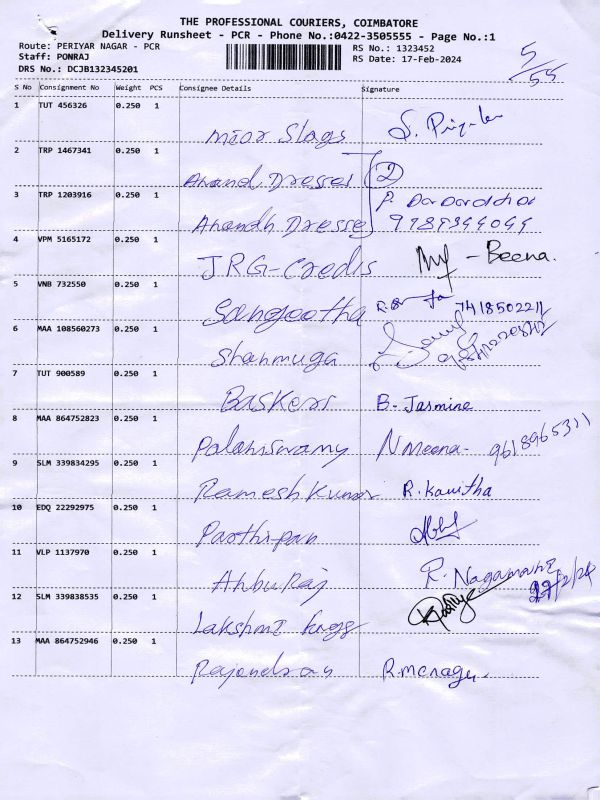 THE PROFESSIONAL COURIERS, COIMBATORE
Delivery Runsheet - PCR - Phone No.:0422-3505555 - Page No.:1
Route: PERIYAR NAGAR - PCR RS No.: 1323452
Staff: PONRAJ RS Date: 17-Feb-2024
DRS No.: DCJB132345201
5/55
S No Consignment No Weight PCS Consignee Details Signature
1 TUT 456326 0.250 1
S. Priya
2 TRP 1467341 0.250 1
Anand Dresses 2
3 TRP 1203916 0.250 1
Anandh Dresses P.
4 VPM 5165172 0.250 1
JRG-Credis - Beena.
5 VNB 732550 0.250 1
Sangeetha 7418502211
6 MAA 108560273 0.250 1
Shanmuga
7 TUT 900589 0.250 1
Basker B- Jasmine
8 MAA 864752823 0.250 1
Palaniswamy N Meena- 9618965311
9 SLM 339834295 0.250 1
Ramesh Kumar R. Kavitha
10 EDQ 22292975 0.250 1
Parthipan
11 VLP 1137970 0.250 1
Anburaj R. Nagamani
12 SLM 339838535 0.250 1
Lakshmi
13 MAA 864752946 0.250 1
Rajendran R.menaga.